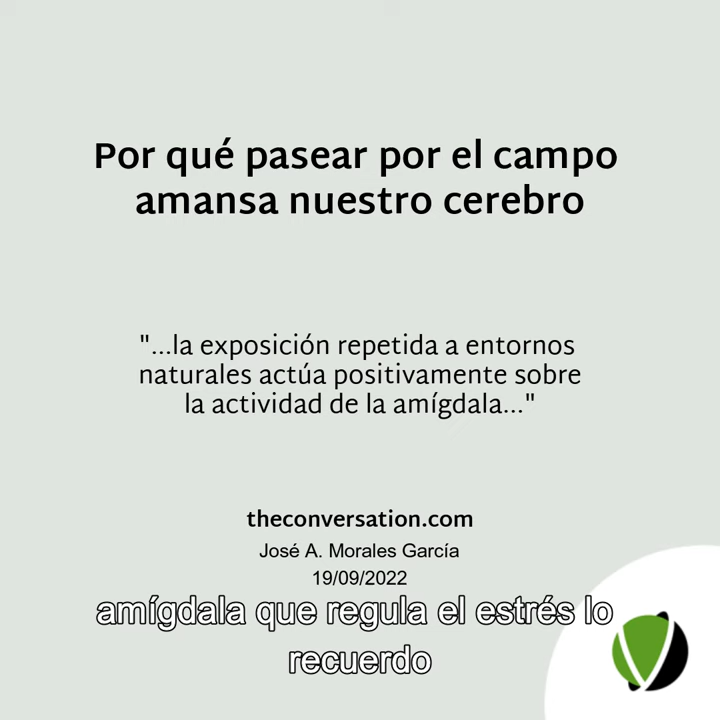 Por qué pasear por el campo
amansa nuestro cerebro
"...la exposición repetida a entornos
naturales actúa positivamente sobre
la actividad de la amígdala..."
theconversation.com
José A. Morales García
19/09/2022
amígdala que regula el estrés lo
recuerdo